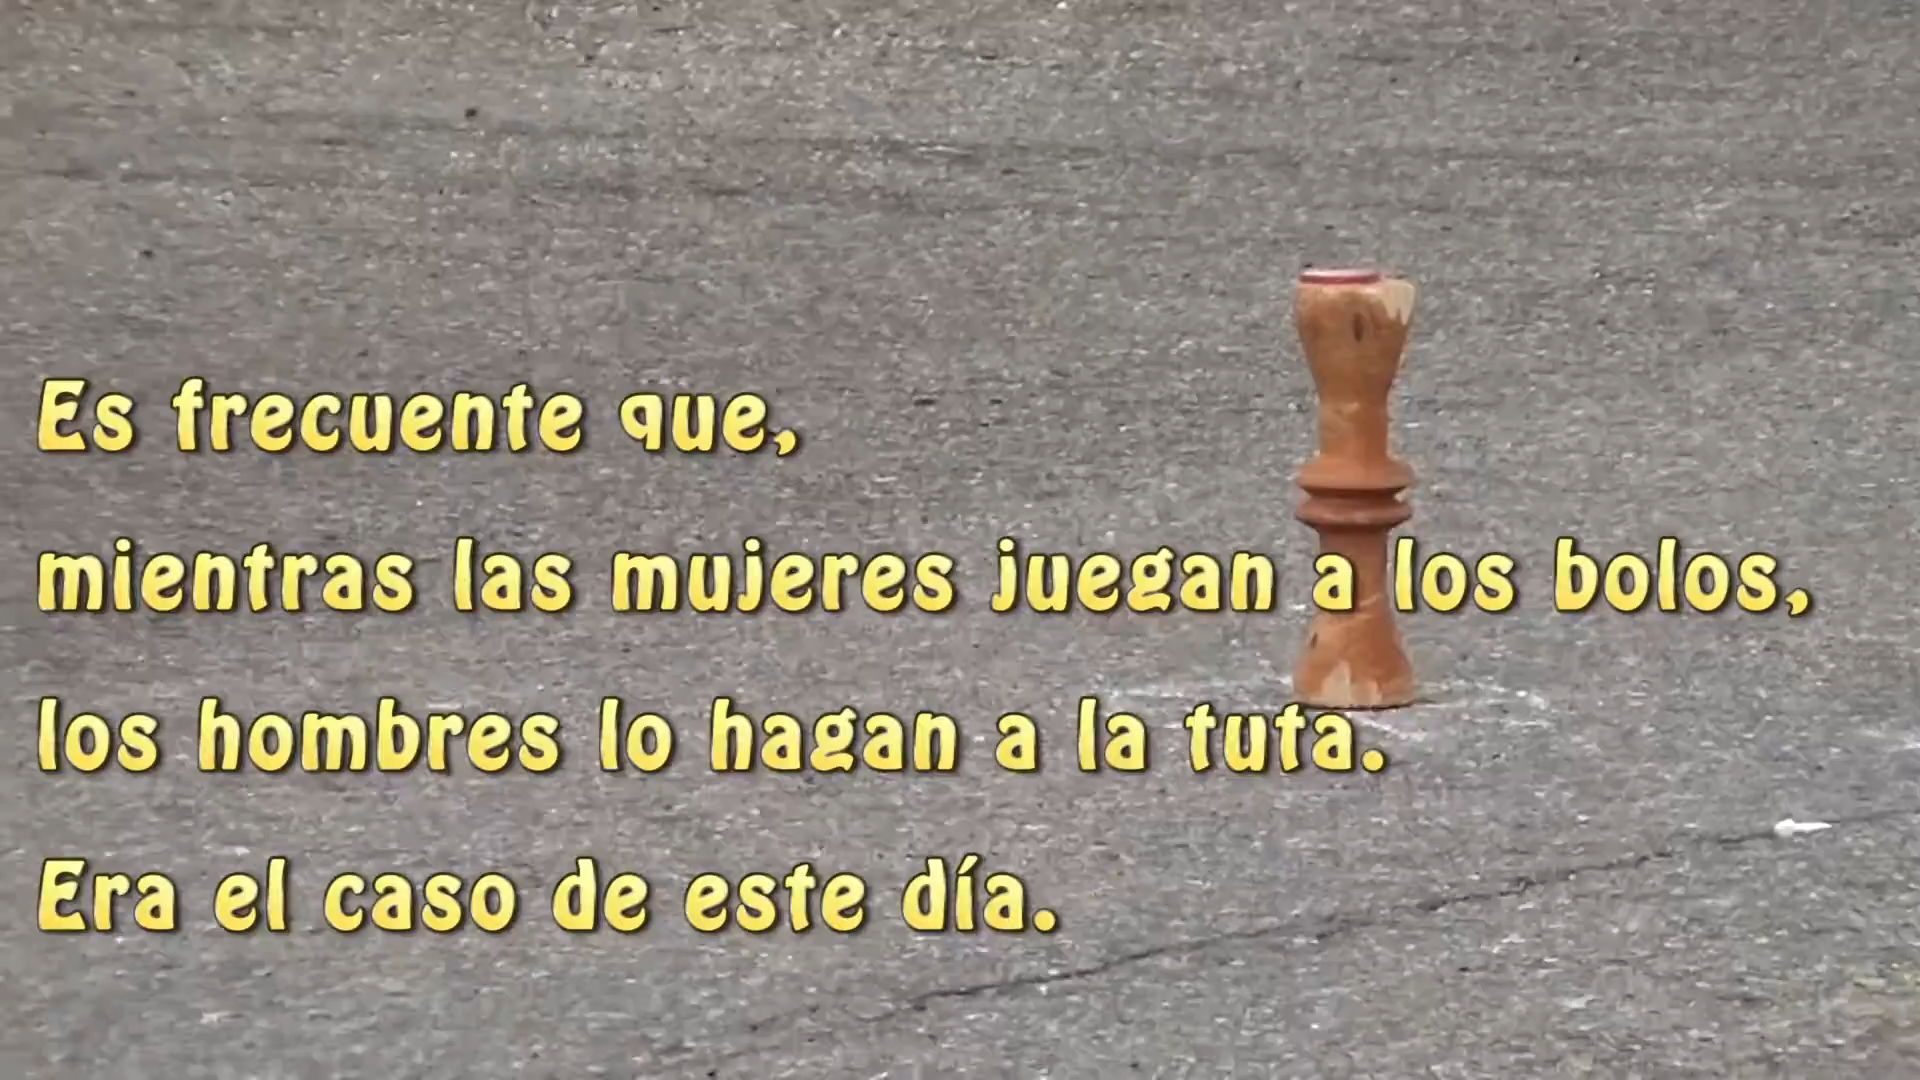 Es frecuente que,
mientras las mujeres juegan a los bolos,
los hombres lo hagan a la tuta.
Era el caso de este día.